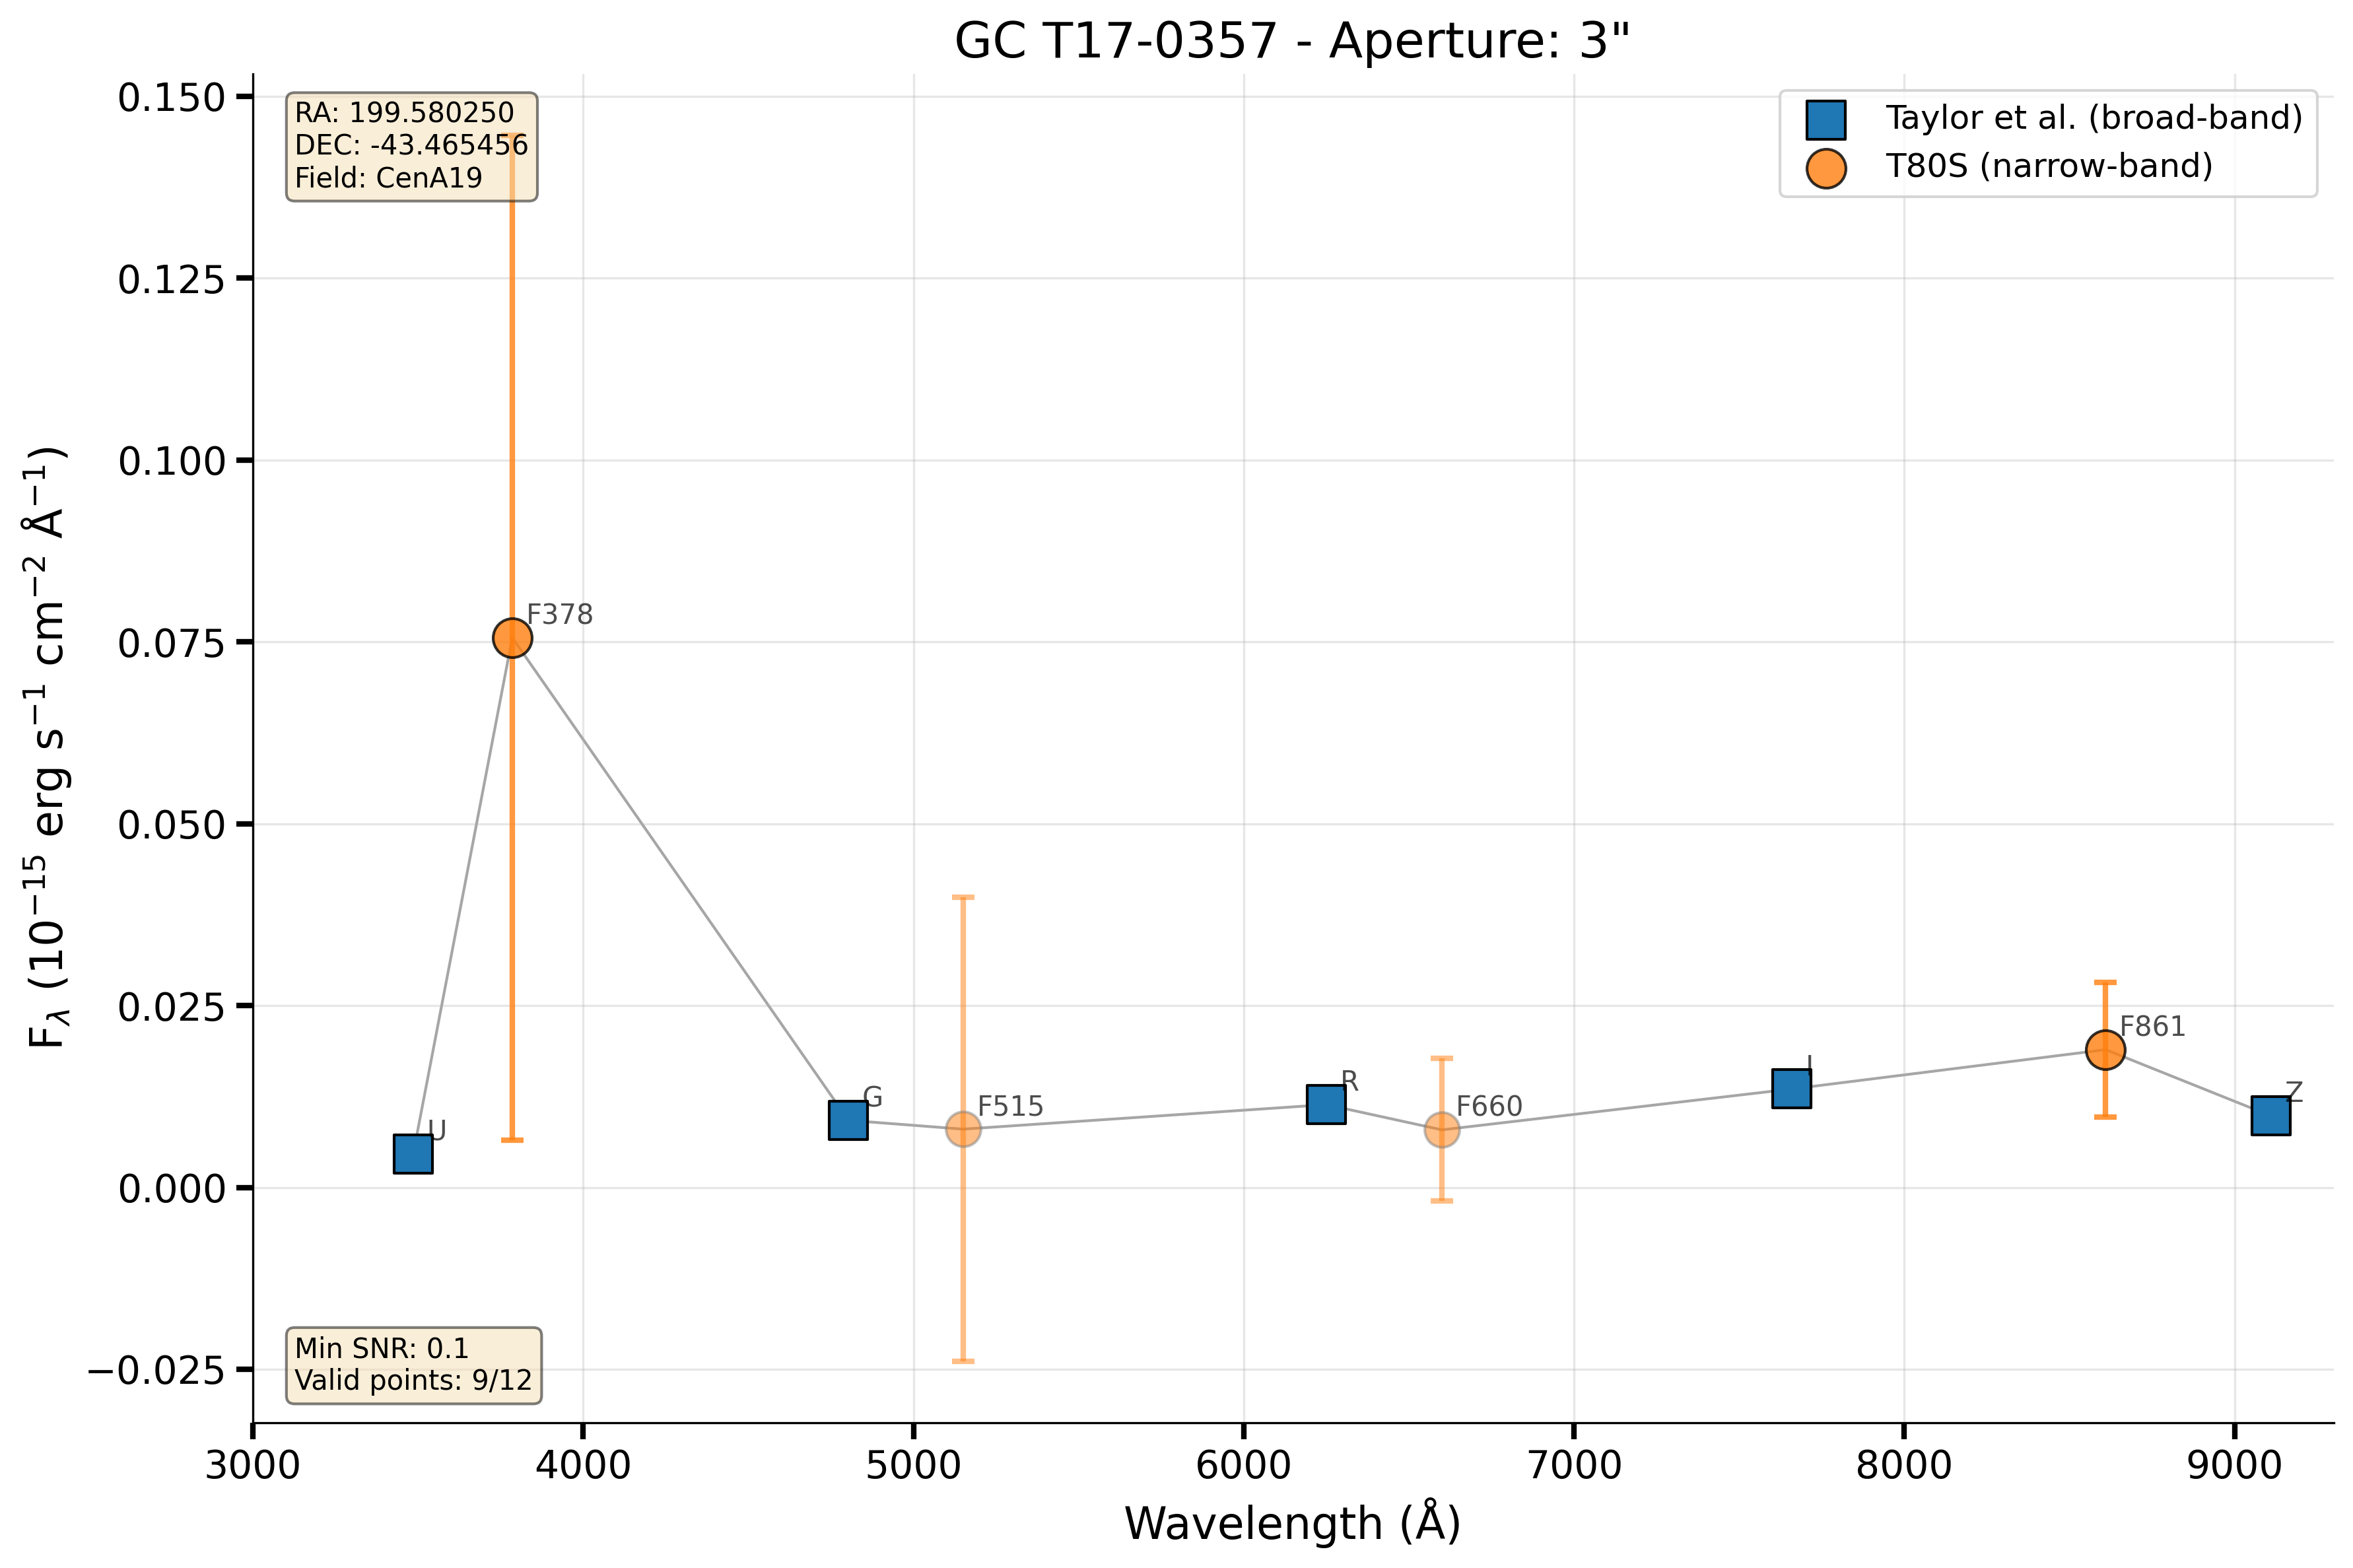 GC T17-0357 - Aperture: 3"
RA: 199.580250
DEC: -43.465456
Field: CenA19
Taylor et al. (broad-band)
T80S (narrow-band)
0.150
0.125
0.100
0.075
0.050
0.025
0.000
−0.025
F_λ (10⁻¹⁵ erg s⁻¹ cm⁻² Å⁻¹)
F378
U
G
F515
R
F660
I
F861
Z
Min SNR: 0.1
Valid points: 9/12
3000 4000 5000 6000 7000 8000 9000
Wavelength (Å)